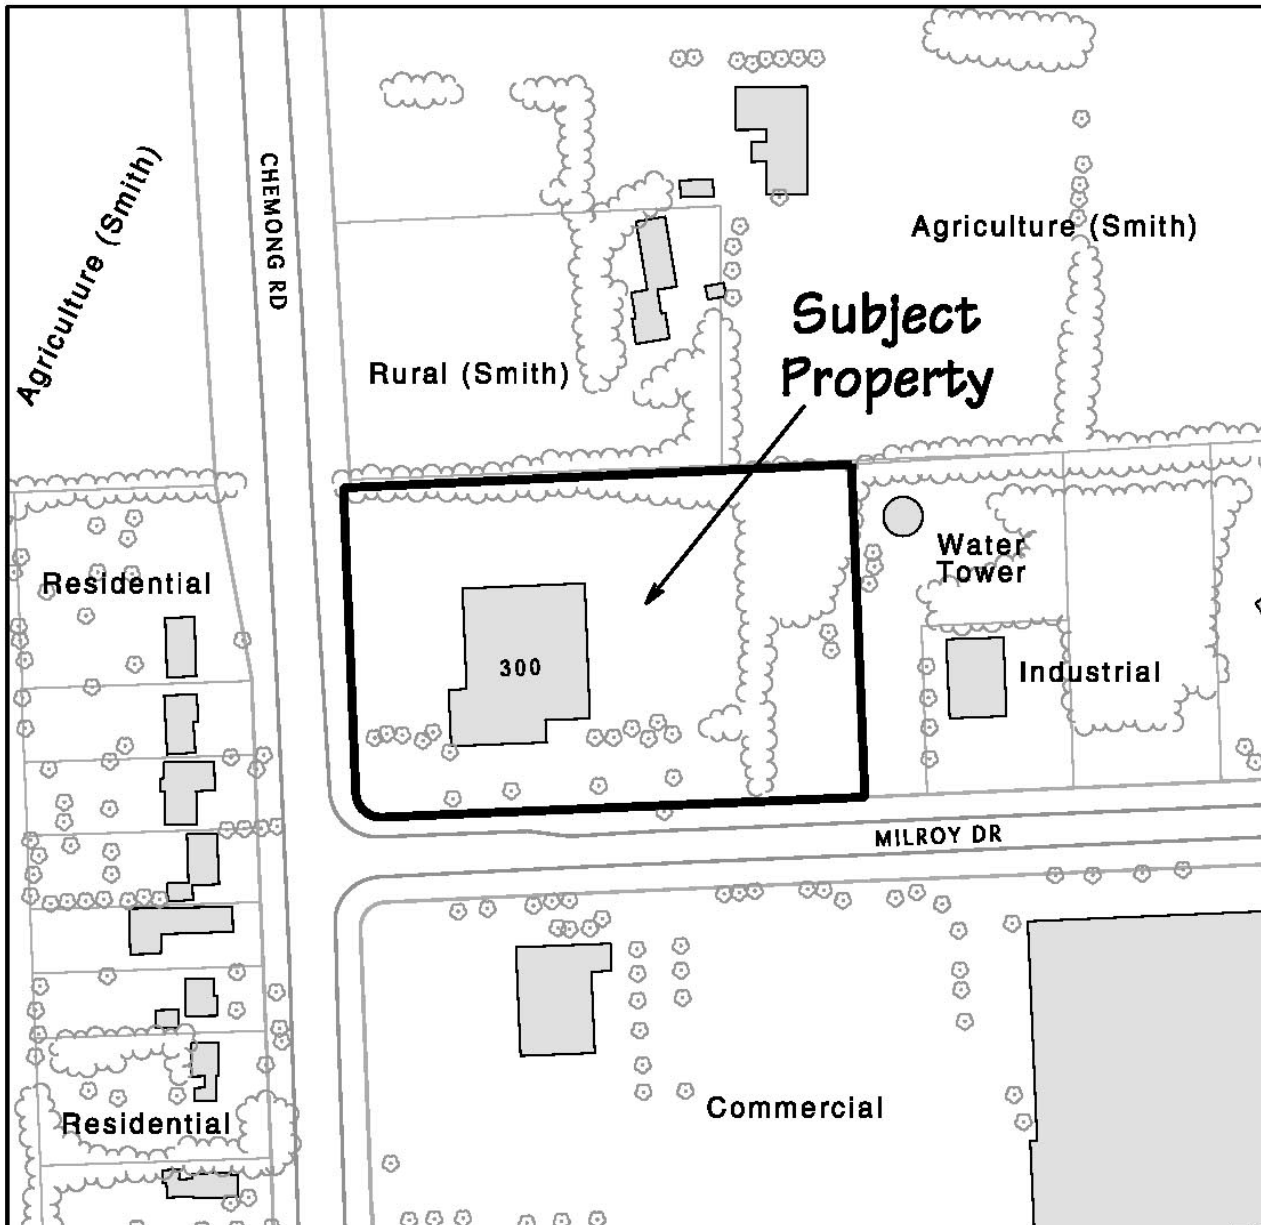 Agriculture (Smith)
CHEMONG RD
Agriculture (Smith)
Subject
Property
Rural (Smith)
Water
Tower
Residential
300
Industrial
MILROY DR
Commercial
Residential